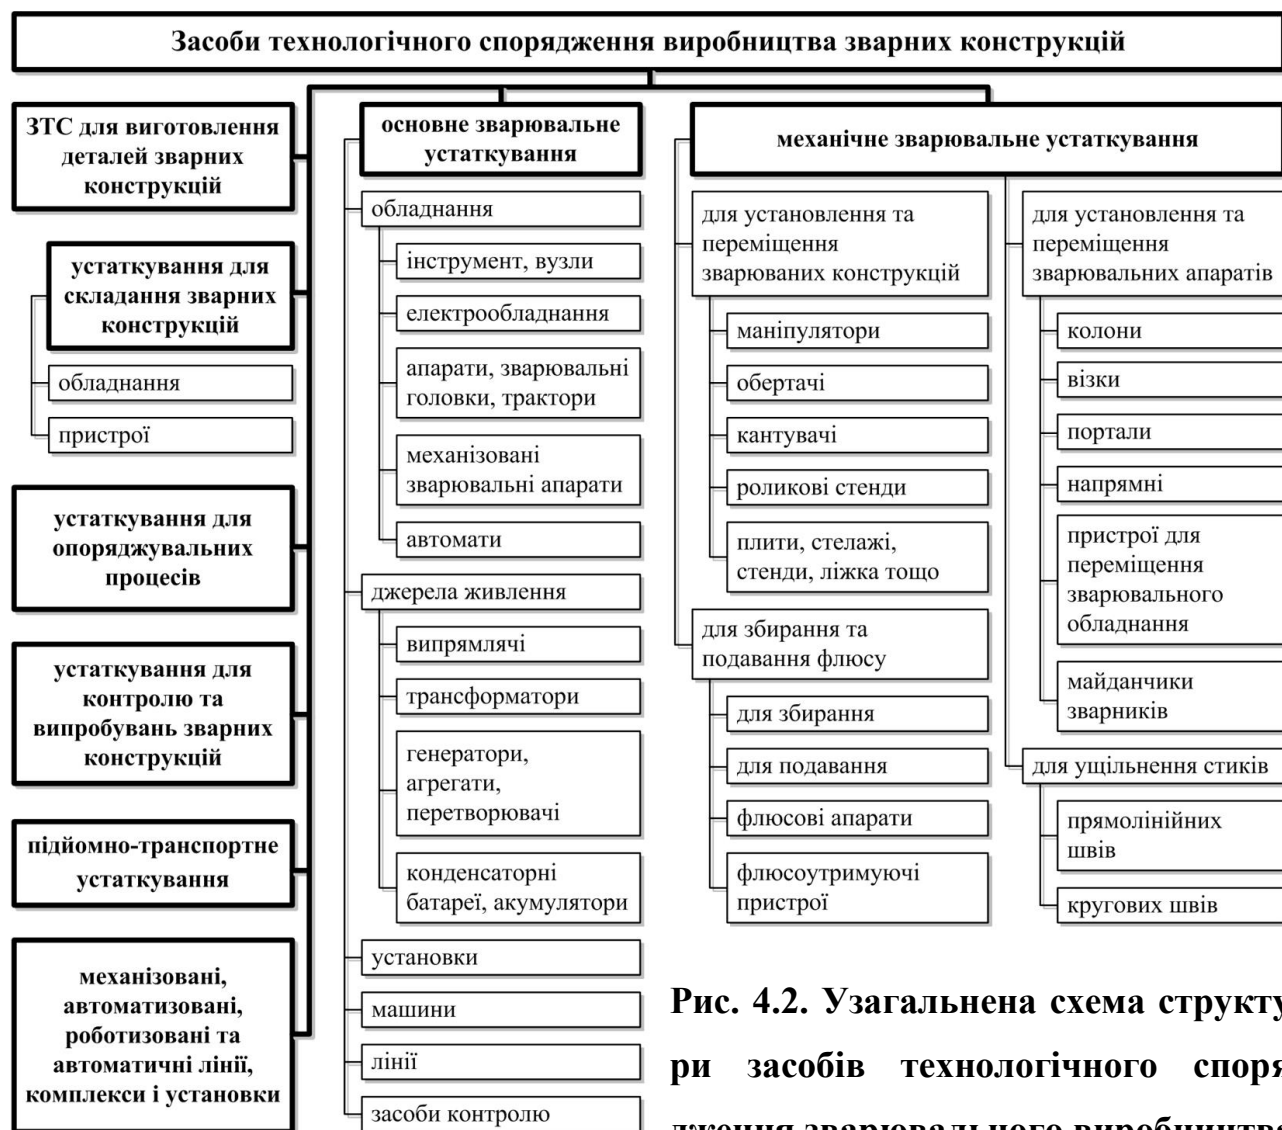 Засоби технологічного спорядження виробництва зварних конструкцій
ЗТС для виготовлення
деталей зварних
конструкцій
устаткування для
складання зварних
конструкцій
обладнання
пристрої
устаткування для
опоряджувальних
процесів
устаткування для
контролю та
випробувань зварних
конструкцій
підйомно-транспортне
устаткування
механізовані,
автоматизовані,
роботизовані та
автоматичні лінії,
комплекси і установки
основне зварювальне
устаткування
обладнання
інструмент, вузли
електрообладнання
апарати, зварювальні
головки, трактори
механізовані
зварювальні апарати
автомати
джерела живлення
випрямлячі
трансформатори
генератори,
агрегати,
перетворювачі
конденсаторні
батареї, акумулятори
установки
машини
лінії
засоби контролю
механічне зварювальне устаткування
для установлення та
переміщення
зварюваних конструкцій
маніпулятори
обертачі
кантувачі
роликові стенди
плити, стелажі,
стенди, ліжка тощо
для збирання та
подавання флюсу
для збирання
для подавання
флюсові апарати
флюсоутримуючі
пристрої
для установлення та
переміщення
зварювальних апаратів
колони
візки
портали
напрямні
пристрої для
переміщення
зварювального
обладнання
майданчики
зварників
для ущільнення стиків
прямолінійних
швів
кругових швів
Рис. 4.2. Узагальнена схема структу
ри засобів технологічного споря
дження зварювального виробництва